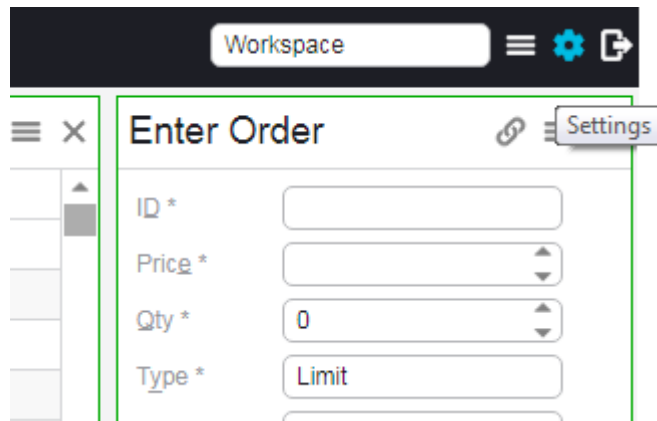 Workspace
Enter Order
Settings
ID *
Price *
Qty * 0
Type * Limit